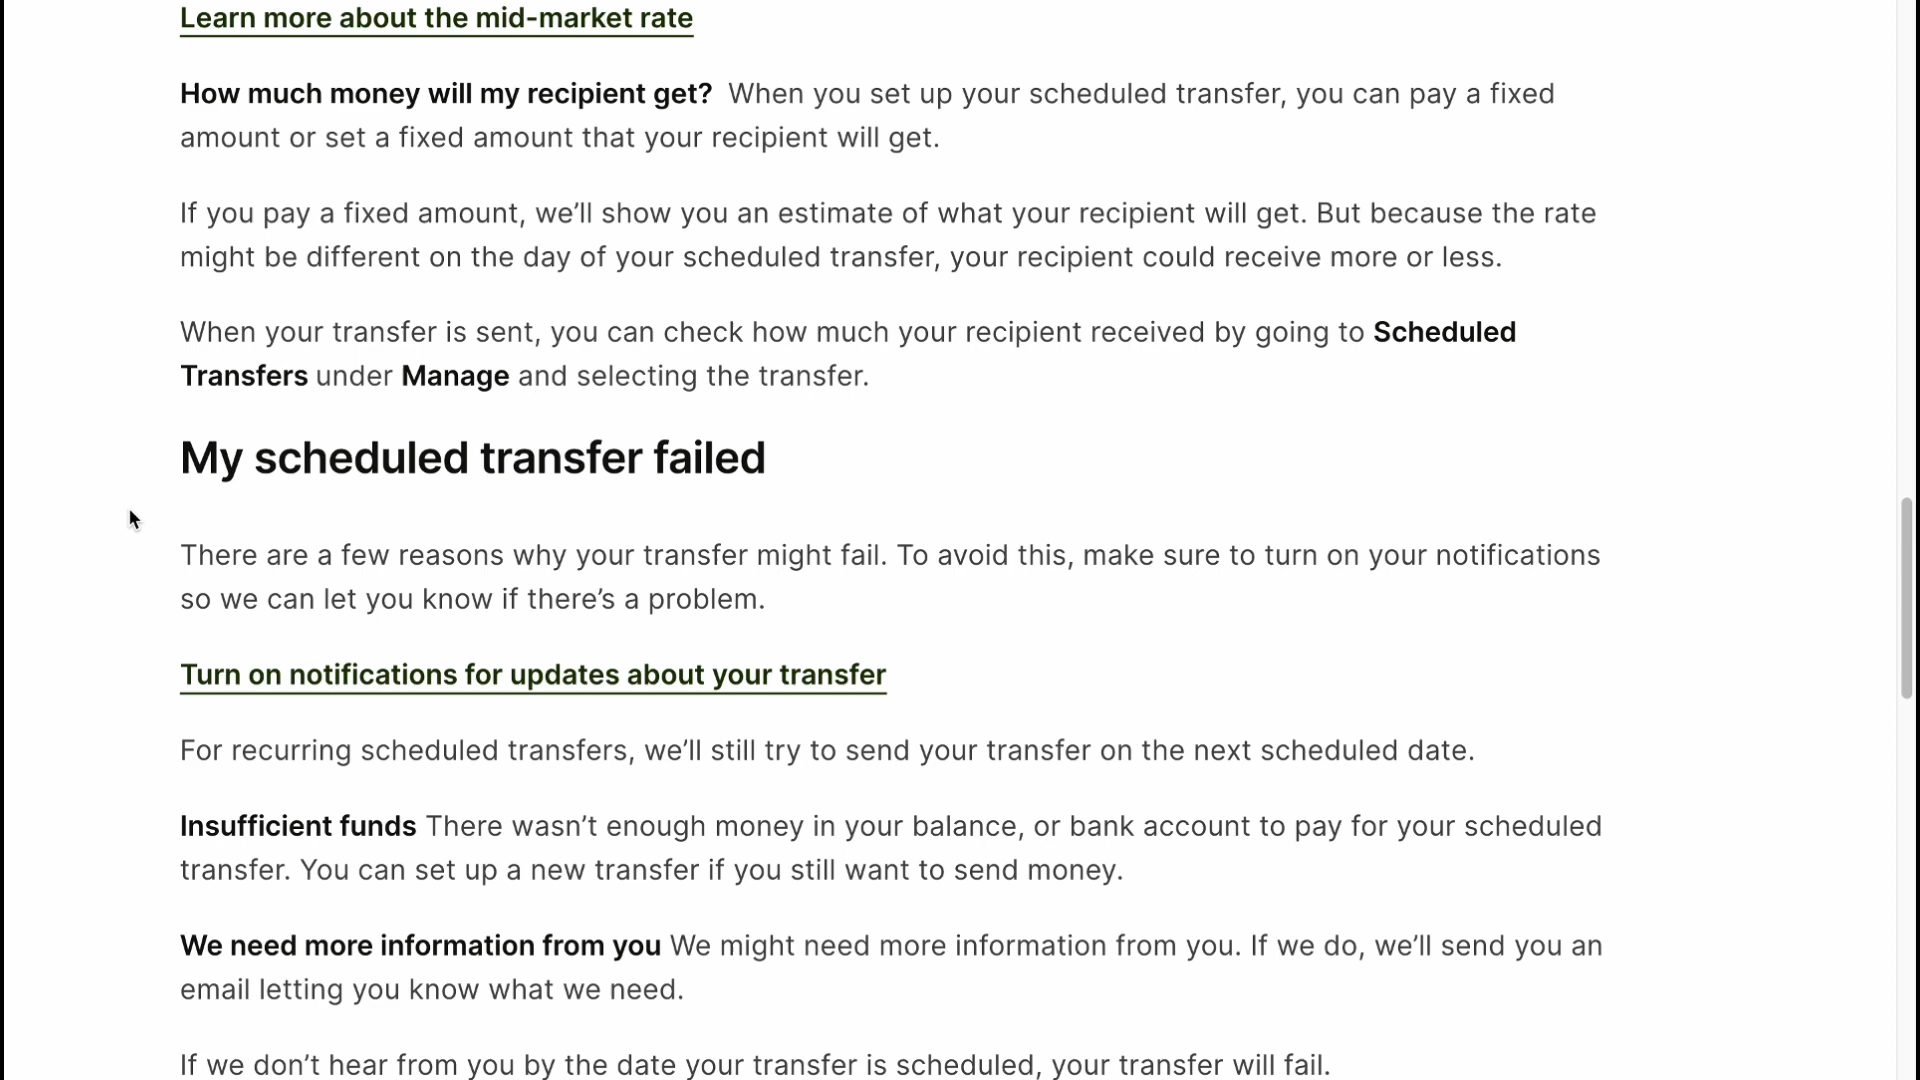 Learn more about the mid-market rate
How much money will my recipient get? When you set up your scheduled transfer, you can pay a fixed
amount or set a fixed amount that your recipient will get.
If you pay a fixed amount, we’ll show you an estimate of what your recipient will get. But because the rate
might be different on the day of your scheduled transfer, your recipient could receive more or less.
When your transfer is sent, you can check how much your recipient received by going to Scheduled
Transfers under Manage and selecting the transfer.
My scheduled transfer failed
There are a few reasons why your transfer might fail. To avoid this, make sure to turn on your notifications
so we can let you know if there’s a problem.
Turn on notifications for updates about your transfer
For recurring scheduled transfers, we’ll still try to send your transfer on the next scheduled date.
Insufficient funds There wasn’t enough money in your balance, or bank account to pay for your scheduled
transfer. You can set up a new transfer if you still want to send money.
We need more information from you We might need more information from you. If we do, we’ll send you an
email letting you know what we need.
If we don’t hear from you by the date your transfer is scheduled, your transfer will fail.